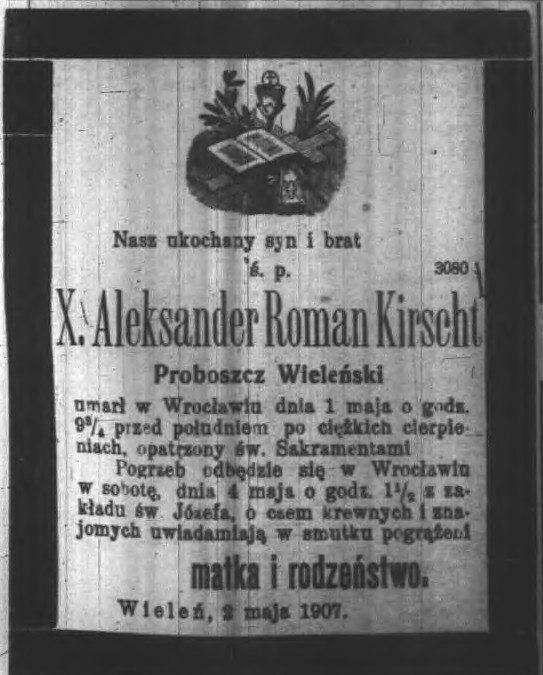 Nasz ukochany syn i brat
ś. p.
3080
X. Aleksander Roman Kirscht
Proboszcz Wieleński
umarł w Wrocławiu dnia 1 maja o godz.
9¾ przed południem po ciężkich cierpie-
niach, opatrzony św. Sakramentami
Pogrzeb odbędzie się w Wrocławiu
w sobotę, dnia 4 maja o godz. 1½ z za-
kładu św. Józefa, o czem krewnych i zna-
jomych uwiadamiają w smutku pogrążeni
matka i rodzeństwo.
Wieleń, 2 maja 1907.